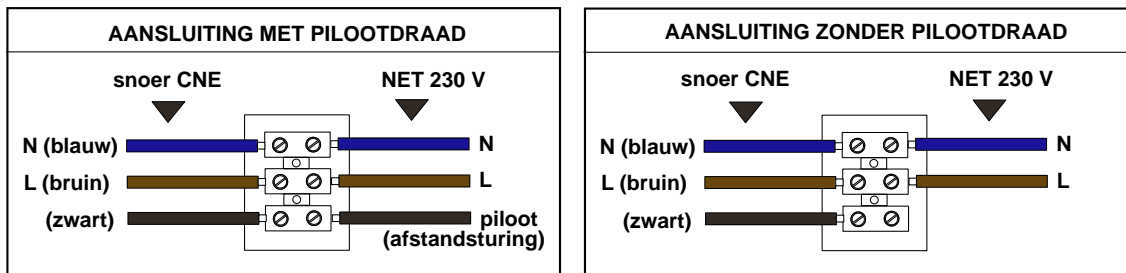 AANSLUITING MET PILOOTDRAAD
snoer CNE NET 230 V
N (blauw) N
L (bruin) L
(zwart) piloot
(afstandsturing)
AANSLUITING ZONDER PILOOTDRAAD
snoer CNE NET 230 V
N (blauw) N
L (bruin) L
(zwart)